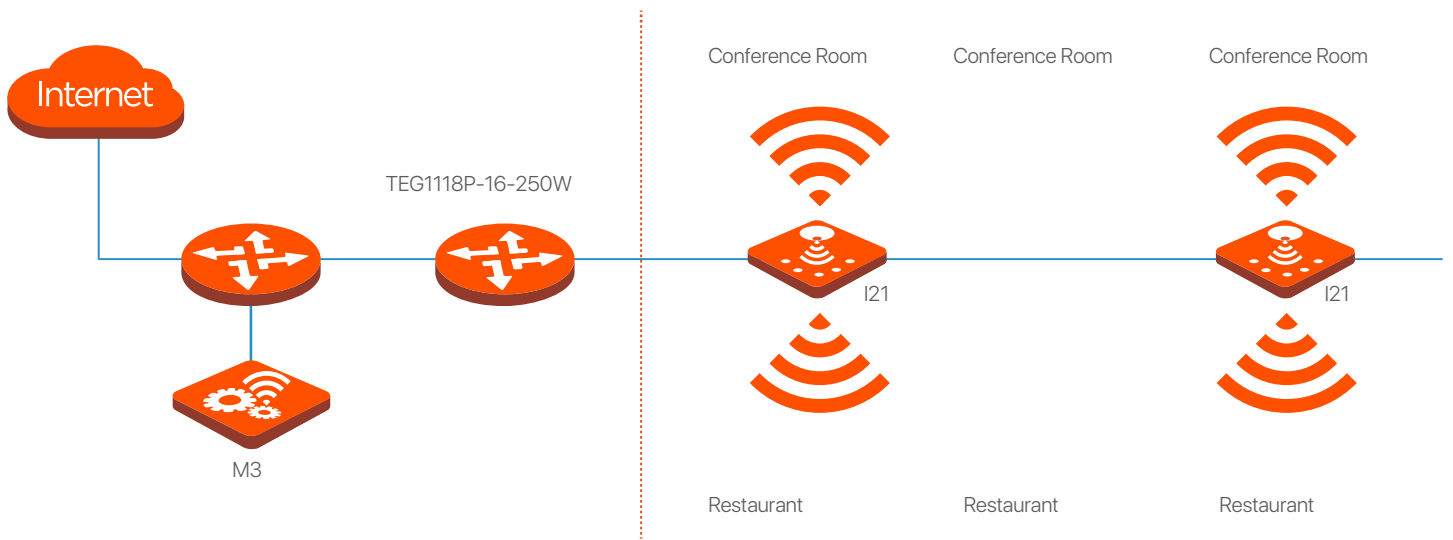 Conference Room
Conference Room
Conference Room
Internet
TEG1118P-16-250W
I21
I21
M3
Restaurant
Restaurant
Restaurant